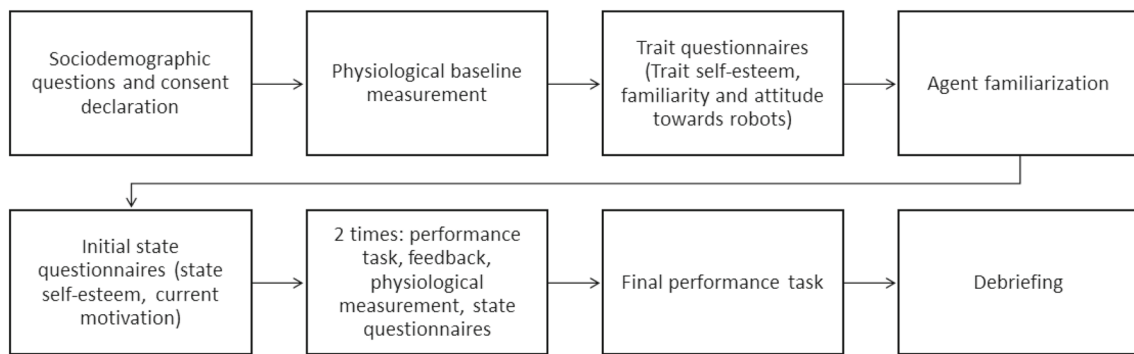 Sociodemographic
questions and consent
declaration
Physiological baseline
measurement
Trait questionnaires
(Trait self-esteem,
familiarity and attitude
towards robots)
Agent familiarization
Initial state
questionnaires (state
self-esteem, current
motivation)
2 times: performance
task, feedback,
physiological
measurement, state
questionnaires
Final performance task
Debriefing